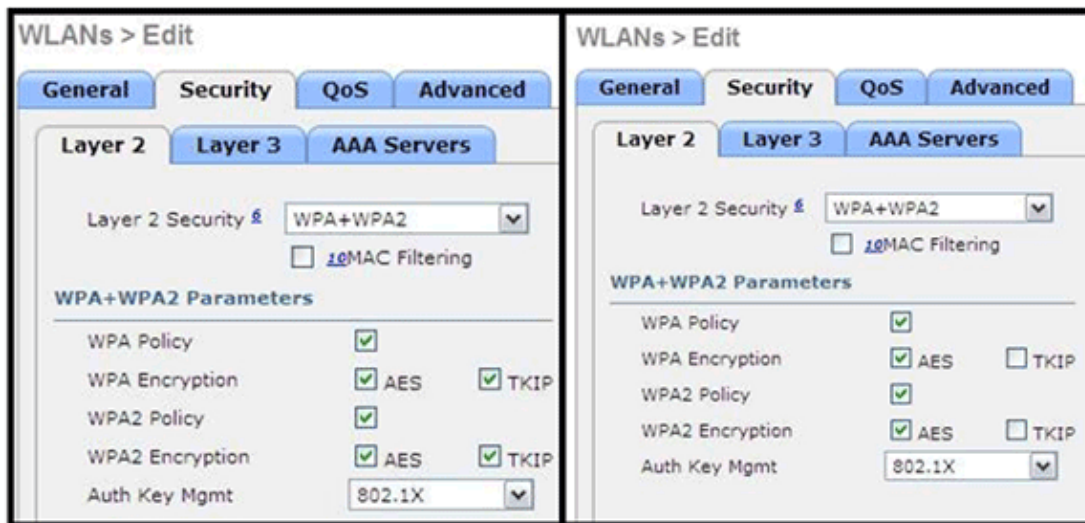 WLANs > Edit
General Security QoS Advanced
Layer 2 Layer 3 AAA Servers
Layer 2 Security 6 WPA+WPA2
10MAC Filtering
WPA+WPA2 Parameters
WPA Policy
WPA Encryption AES TKIP
WPA2 Policy
WPA2 Encryption AES TKIP
Auth Key Mgmt 802.1X
WLANs > Edit
General Security QoS Advanced
Layer 2 Layer 3 AAA Servers
Layer 2 Security 6 WPA+WPA2
10MAC Filtering
WPA+WPA2 Parameters
WPA Policy
WPA Encryption AES TKIP
WPA2 Policy
WPA2 Encryption AES TKIP
Auth Key Mgmt 802.1X